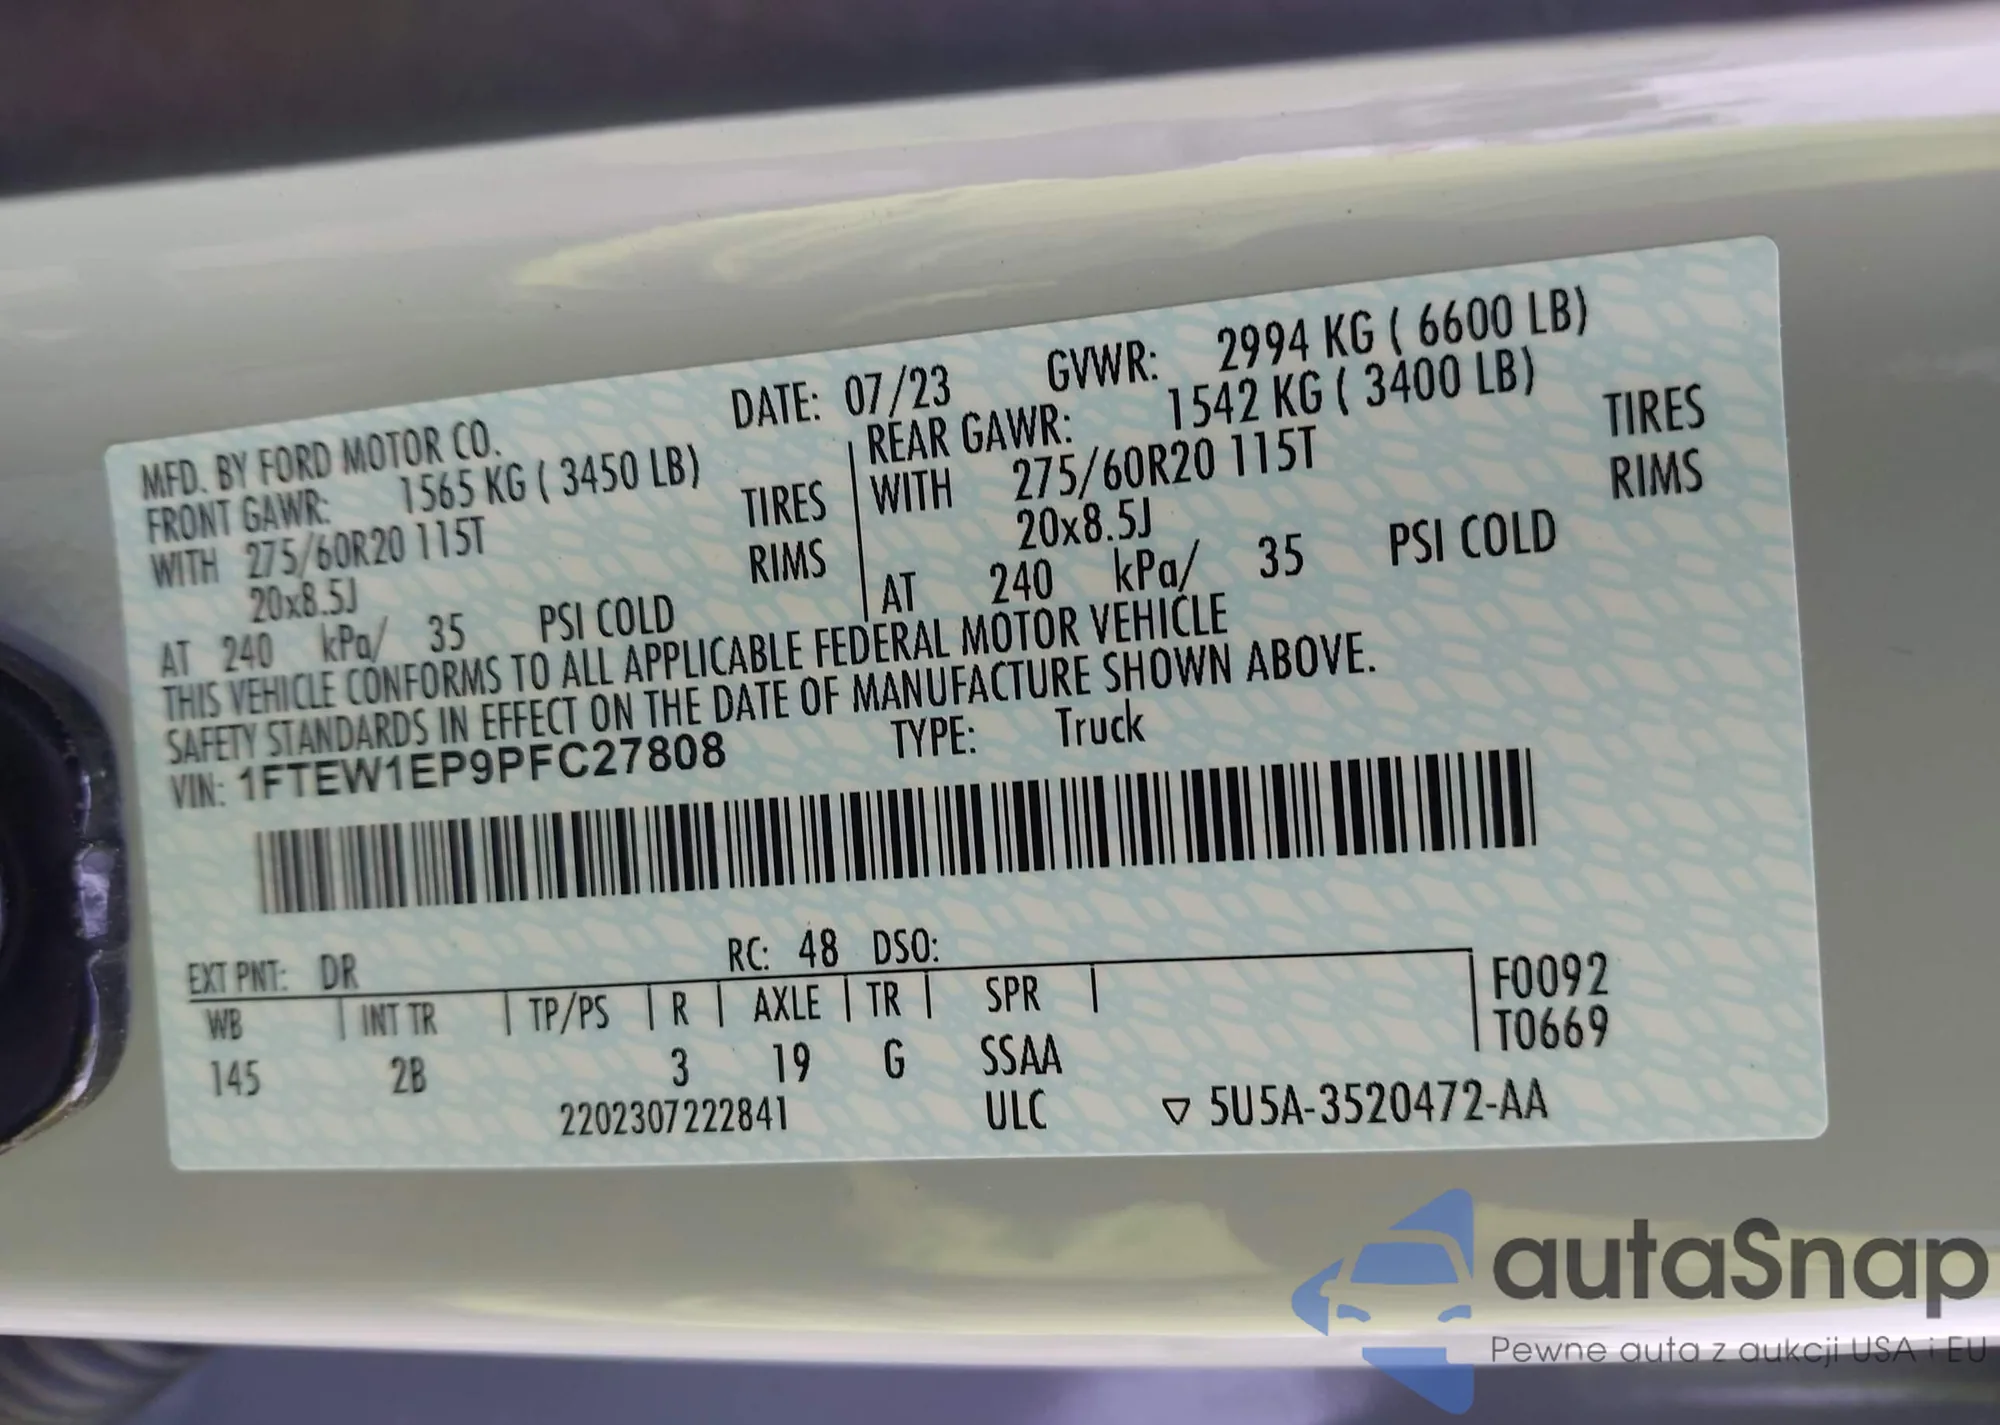 MFD. BY FORD MOTOR CO. DATE: 07/23 GVWR: 2994 KG ( 6600 LB)
FRONT GAWR: 1565 KG ( 3450 LB) REAR GAWR: 1542 KG ( 3400 LB)
WITH 275/60R20 115T TIRES WITH 275/60R20 115T TIRES
20x8.5J RIMS 20x8.5J RIMS
AT 240 kPa/ 35 PSI COLD AT 240 kPa/ 35 PSI COLD
THIS VEHICLE CONFORMS TO ALL APPLICABLE FEDERAL MOTOR VEHICLE
SAFETY STANDARDS IN EFFECT ON THE DATE OF MANUFACTURE SHOWN ABOVE.
VIN: 1FTEW1EP9PFC27808 TYPE: Truck
EXT PNT: DR RC: 48 DSO:
WB INT TR TP/PS R AXLE TR SPR F0092
T0669
145 2B 3 19 G SSAA
2202307222841 ULC ▽ 5U5A-3520472-AA
autaSnap
Pewne auta z aukcji USA i EU